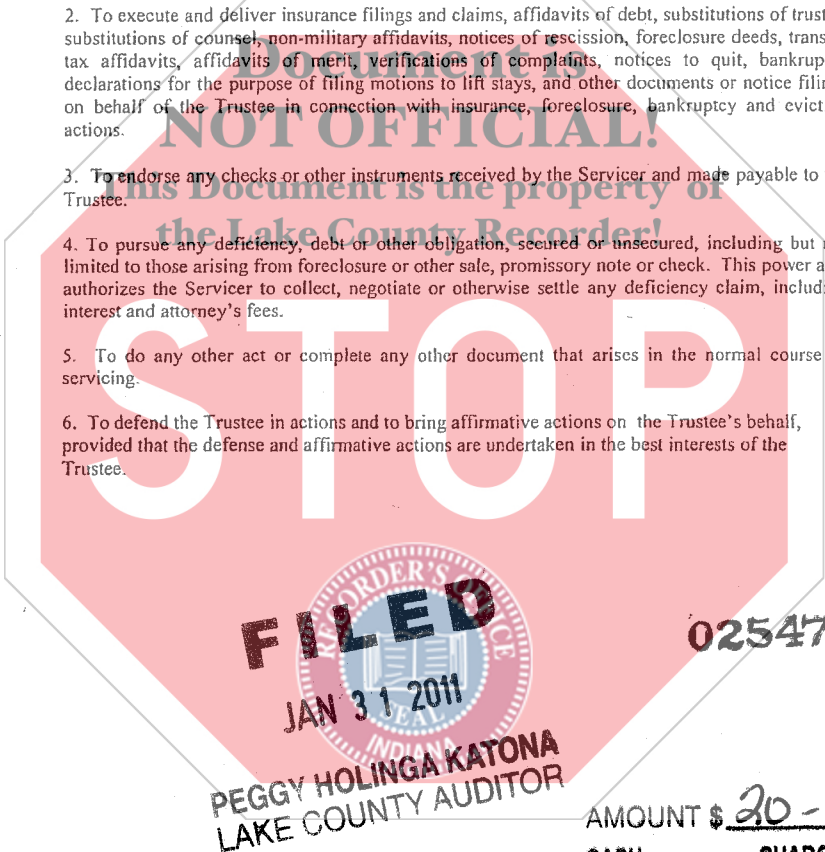 2. To execute and deliver insurance filings and claims, affidavits of debt, substitutions of trust
substitutions of counsel, non-military affidavits, notices of rescission, foreclosure deeds, trans
tax affidavits, affidavits of merit, verifications of complaints, notices to quit, bankrup
declarations for the purpose of filing motions to lift stays, and other documents or notice filin
on behalf of the Trustee in connection with insurance, foreclosure, bankruptcy and evict
actions.
Document is
NOT OFFICIAL!
3. To endorse any checks or other instruments received by the Servicer and made payable to
Trustee.
This Document is the property of
the Lake County Recorder!
4. To pursue any deficiency, debt or other obligation, secured or unsecured, including but
limited to those arising from foreclosure or other sale, promissory note or check. This power a
authorizes the Servicer to collect, negotiate or otherwise settle any deficiency claim, includi
interest and attorney's fees.
STOP
5. To do any other act or complete any other document that arises in the normal course
servicing.
6. To defend the Trustee in actions and to bring affirmative actions on the Trustee's behalf,
provided that the defense and affirmative actions are undertaken in the best interests of the
Trustee.
RECORDER'S OFFICE
SEAL
INDIANA
FILED
02547
JAN 31 2011
PEGGY HOLINGA KATONA
LAKE COUNTY AUDITOR
AMOUNT $ 20 -